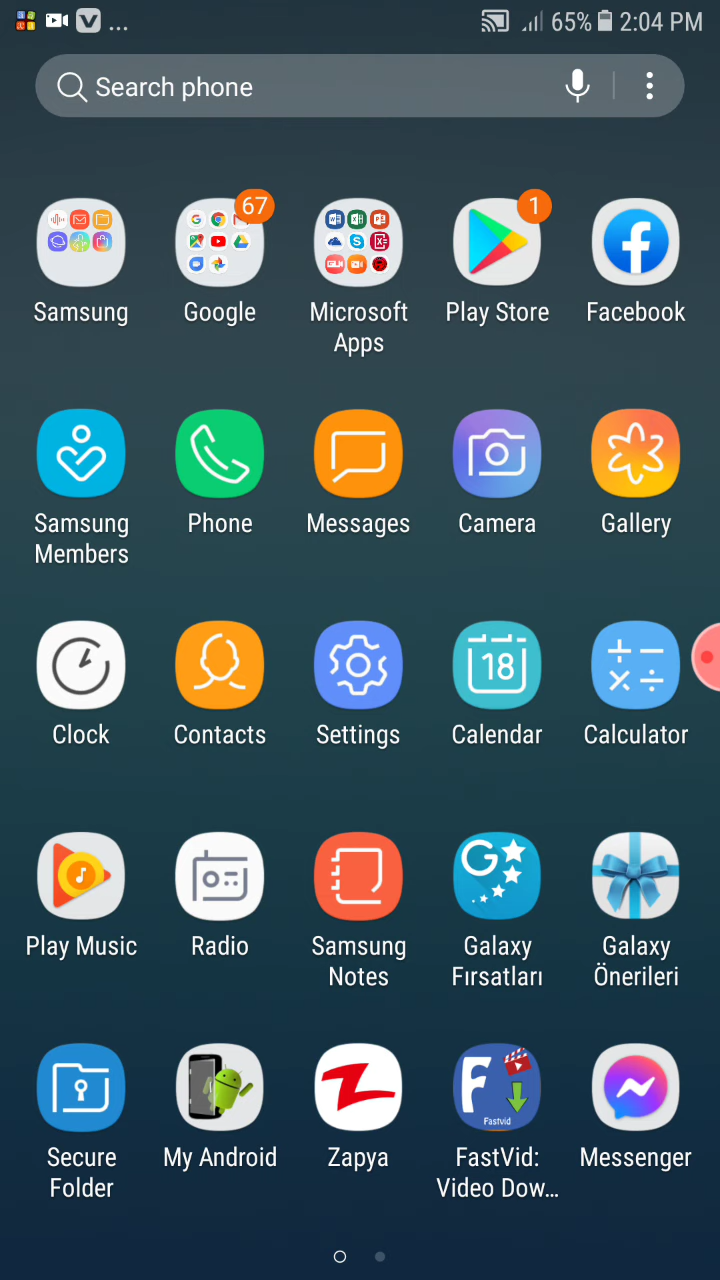 ... 65% 2:04 PM
Search phone
67 1
Samsung Google Microsoft Apps Play Store Facebook
Samsung Members Phone Messages Camera Gallery
18
Clock Contacts Settings Calendar Calculator
Play Music Radio Samsung Notes Galaxy Fırsatları Galaxy Önerileri
Fastvid
Secure Folder My Android Zapya FastVid: Video Dow... Messenger